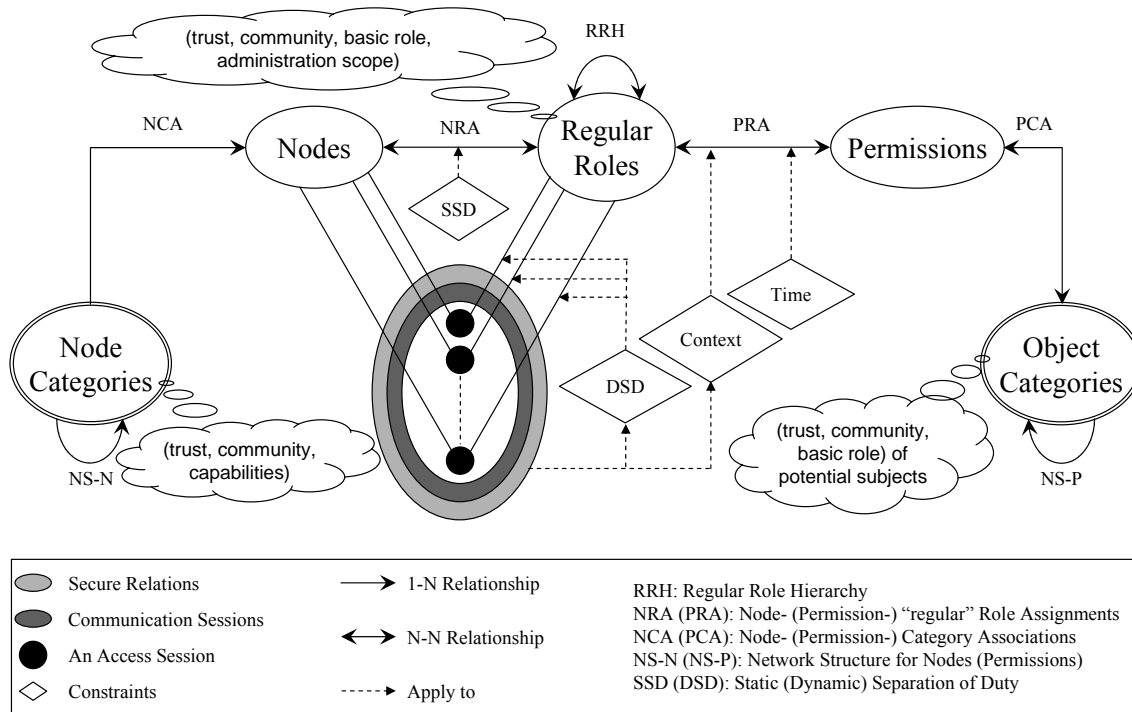 (trust, community, basic role,
administration scope)
RRH
NCA
Nodes
NRA
Regular
Roles
PRA
Permissions
PCA
SSD
Time
Context
DSD
Node
Categories
Object
Categories
(trust, community,
capabilities)
NS-N
(trust, community,
basic role) of
potential subjects
NS-P
Secure Relations
Communication Sessions
An Access Session
Constraints
1-N Relationship
N-N Relationship
Apply to
RRH: Regular Role Hierarchy
NRA (PRA): Node- (Permission-) “regular” Role Assignments
NCA (PCA): Node- (Permission-) Category Associations
NS-N (NS-P): Network Structure for Nodes (Permissions)
SSD (DSD): Static (Dynamic) Separation of Duty